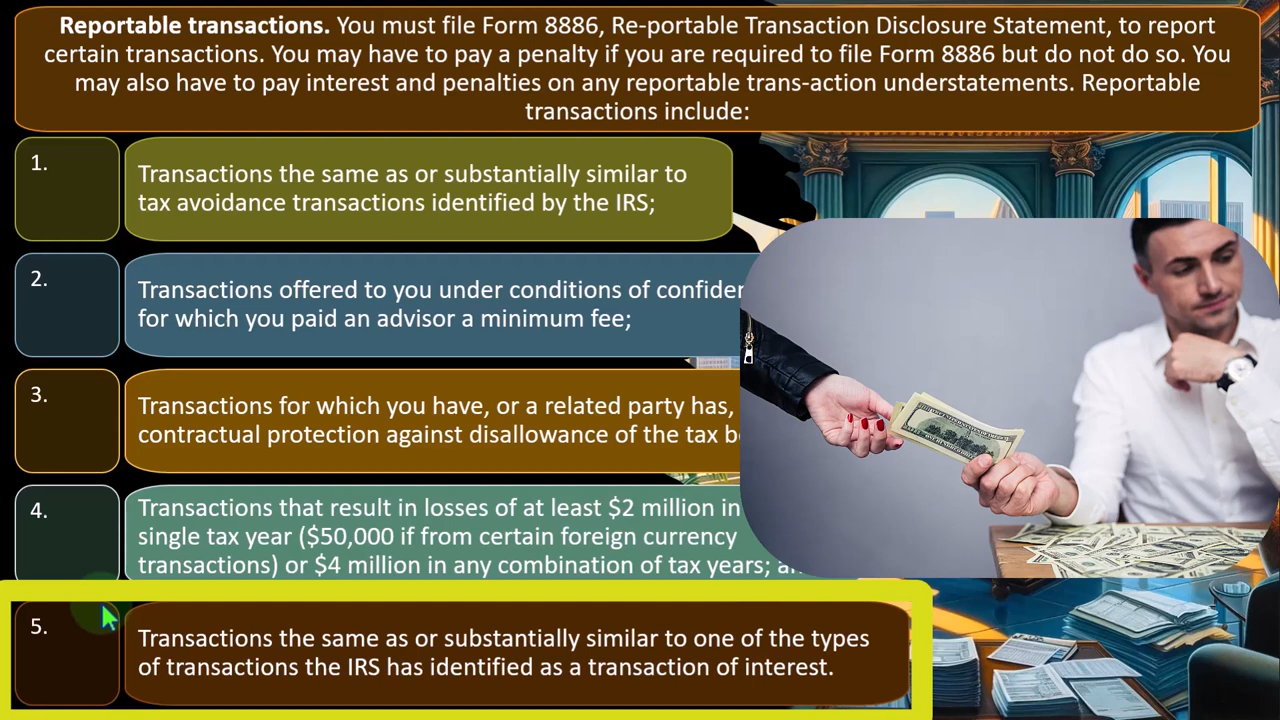 Reportable transactions. You must file Form 8886, Re-portable Transaction Disclosure Statement, to report
certain transactions. You may have to pay a penalty if you are required to file Form 8886 but do not do so. You
may also have to pay interest and penalties on any reportable trans-action understatements. Reportable
transactions include:
1.
Transactions the same as or substantially similar to
tax avoidance transactions identified by the IRS;
2.
Transactions offered to you under conditions of
for which you paid an advisor a minimum fee;
3.
Transactions for which you have, or a related party has,
contractual protection against disallowance of the tax
4.
Transactions that result in losses of at least $2 million in
single tax year ($50,000 if from certain foreign currency
transactions) or $4 million in any combination of tax years;
5.
Transactions the same as or substantially similar to one of the types
of transactions the IRS has identified as a transaction of interest.